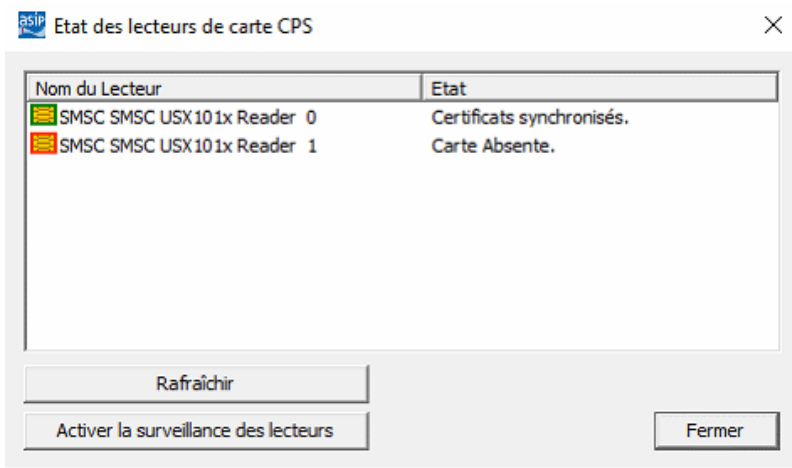 asip Etat des lecteurs de carte CPS
Nom du Lecteur Etat
SMSC SMSC USX101x Reader 0 Certificats synchronisés.
SMSC SMSC USX101x Reader 1 Carte Absente.
Rafraîchir
Activer la surveillance des lecteurs Fermer